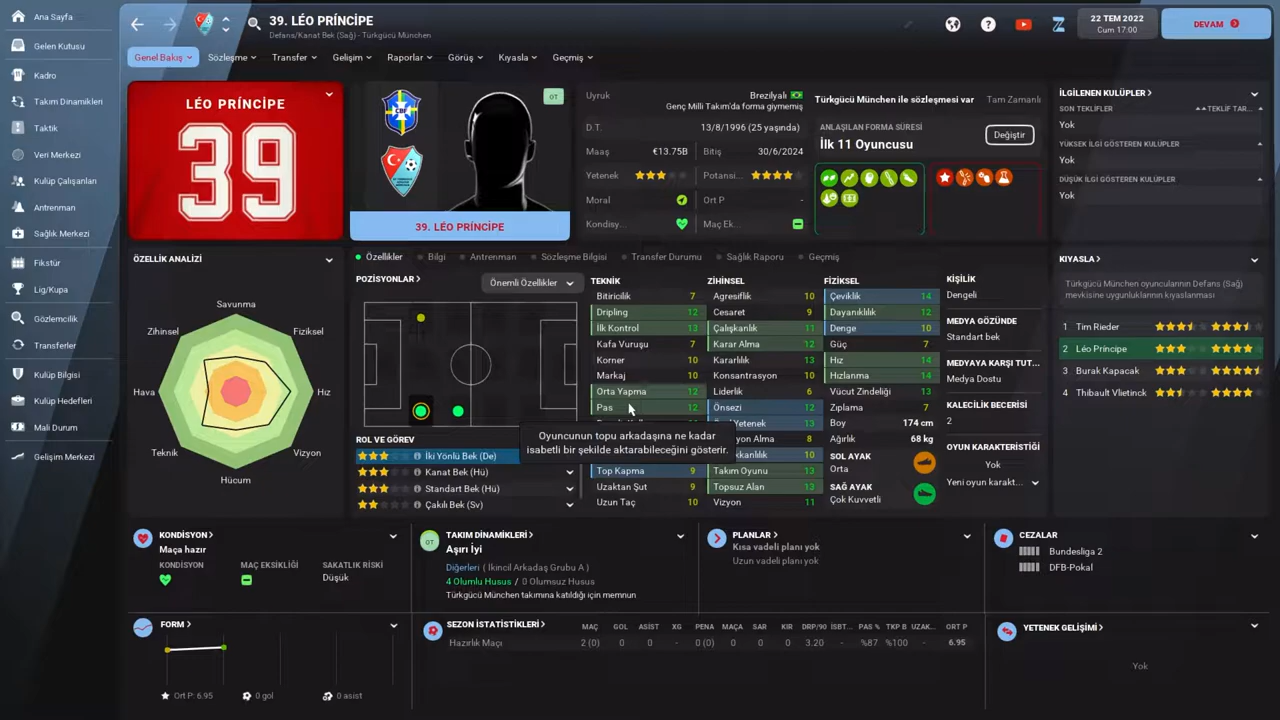 Ana Sayfa
Gelen Kutusu
Kadro
Takım Dinamikleri
Taktik
Veri Merkezi
Kulüp Çalışanları
Antrenman
Sağlık Merkezi
Fikstür
Lig/Kupa
Gözlemcilik
Transferler
Kulüp Bilgisi
Kulüp Hedefleri
Mali Durum
Gelişim Merkezi
39. LÉO PRÍNCİPE
Defans/Kanat Bek (Sağ) - Türkgücü München
22 TEM 2022
Cum 17:00
DEVAM
Genel Bakış
Sözleşme
Transfer
Gelişim
Raporlar
Görüş
Kıyasla
Geçmiş
LÉO PRÍNCİPE
39
CBF
OT
39. LÉO PRÍNCİPE
Uyruk Brezilyalı
Genç Milli Takım'da forma giymemiş
D.T. 13/8/1996 (25 yaşında)
Maaş €13.75B Bitiş 30/6/2024
Yetenek Potansi...
Moral Ort P -
Kondisy... Maç Ek...
Türkgücü München ile sözleşmesi var Tam Zamanlı
ANLAŞILAN FORMA SÜRESİ
İlk 11 Oyuncusu
Değiştir
İLGİLENEN KULÜPLER
SON TEKLİFER TEKLİF TAR...
Yok
YÜKSEK İLGİ GÖSTEREN KULÜPLER
Yok
DÜŞÜK İLGİ GÖSTEREN KULÜPLER
Yok
ÖZELLİK ANALİZİ
Savunma
Fiziksel
Hız
Vizyon
Hücum
Teknik
Hava
Zihinsel
Özellikler
Bilgi
Antrenman
Sözleşme Bilgisi
Transfer Durumu
Sağlık Raporu
Geçmiş
POZİSYONLAR
Önemli Özellikler
ROL VE GÖREV
İki Yönlü Bek (De)
Kanat Bek (Hü)
Standart Bek (Hü)
Çakılı Bek (Sv)
TEKNİK
Bitiricilik 7
Dripling 12
İlk Kontrol 13
Kafa Vuruşu 7
Korner 10
Markaj 10
Orta Yapma 12
Pas 12
Top Kapma 9
Uzaktan Şut 9
Uzun Taç 10
Oyuncunun topu arkadaşına ne kadar
isabetli bir şekilde aktarabileceğini gösterir.
ZİHİNSEL
Agresiflik 10
Cesaret 9
Çalışkanlık 11
Karar Alma 12
Kararlılık 13
Konsantrasyon 10
Liderlik 6
Önsezi 12
Yetenek 13
yon Alma 8
kkanlılık 10
Takım Oyunu 13
Topsuz Alan 13
Vizyon 11
FİZİKSEL
Çeviklik 14
Dayanıklılık 12
Denge 10
Güç 7
Hız 14
Hızlanma 14
Vücut Zindeliği 13
Zıplama 7
Boy 174 cm
Ağırlık 68 kg
SOL AYAK
Orta
SAĞ AYAK
Çok Kuvvetli
KİŞİLİK
Dengeli
MEDYA GÖZÜNDE
Standart bek
MEDYAYA KARŞI TUT...
Medya Dostu
KALECİLİK BECERİSİ
2
OYUN KARAKTERİSTİĞİ
Yok
Yeni oyun karakt...
KIYASLA
Türkgücü München oyuncularının Defans (Sağ)
mevkisine uygunluklarının kıyaslanması
1 Tim Rieder
2 Léo Príncipe
3 Burak Kapacak
4 Thibault Vlietinck
KONDİSYON
Maça hazır
KONDİSYON
MAÇ EKSİKLİĞİ
SAKATLIK RİSKİ
Düşük
OT
TAKIM DİNAMİKLERİ
Aşırı İyi
Diğerleri ( İkincil Arkadaş Grubu A )
4 Olumlu Husus / 0 Olumsuz Husus
Türkgücü München takımına katıldığı için memnun
PLANLAR
Kısa vadeli planı yok
Uzun vadeli planı yok
CEZALAR
Bundesliga 2
DFB-Pokal
FORM
Ort P: 6.95
0 gol
0 asist
SEZON İSTATİSTİKLERİ MAÇ GOL ASİST XG PENA MAÇA SAR KIR DRP/90 İSBT... PAS % TKP B UZAK... ORT P
Hazırlık Maçı 2 (0) 0 0 - 0 (0) 0 0 0 3.20 - %87 %100 - 6.95
YETENEK GELİŞİMİ
Yok